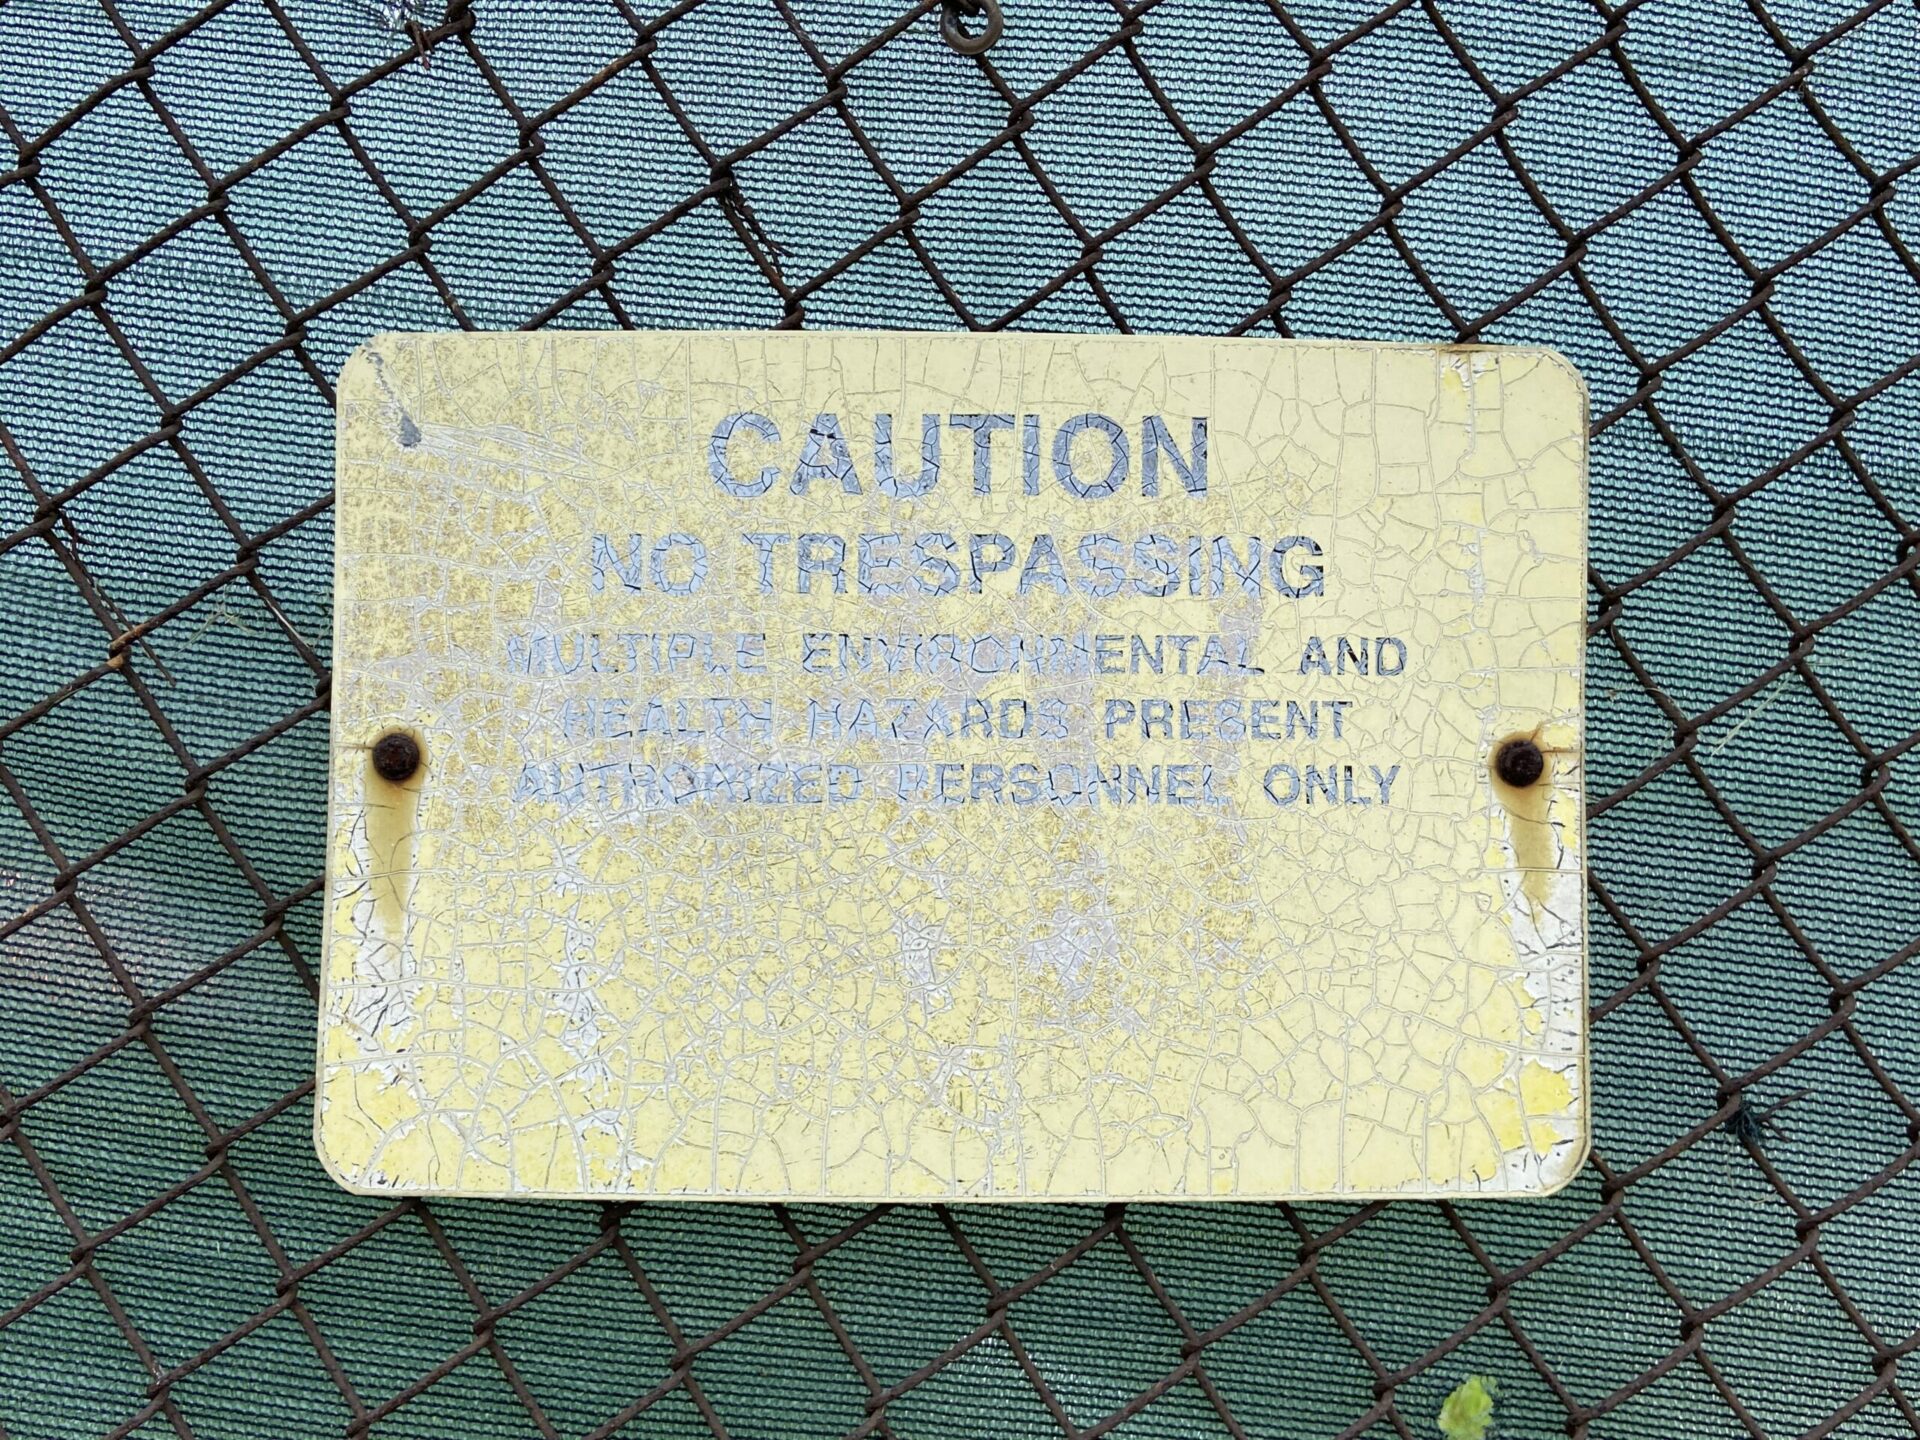 CAUTION
NO TRESPASSING
MULTIPLE ENVIRONMENTAL AND
HEALTH HAZARDS PRESENT
AUTHORIZED PERSONNEL ONLY